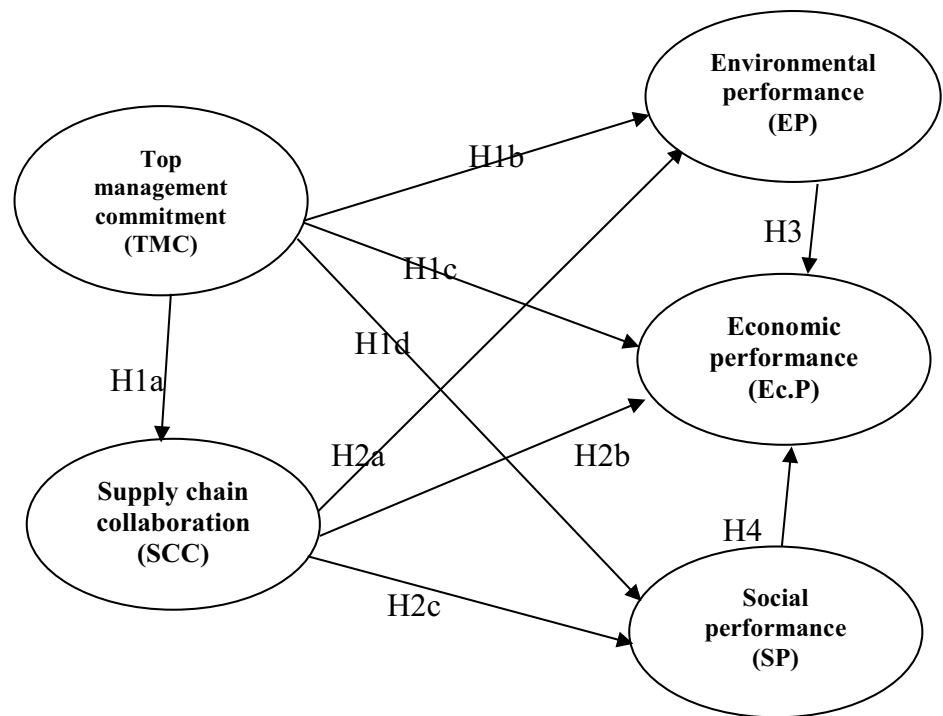 Environmental
performance
(EP)
Top
management
commitment
(TMC)
H1b
H3
H1c
H1d
Economic
performance
(Ec.P)
H1a
H2a
H2b
Supply chain
collaboration
(SCC)
H4
H2c
Social
performance
(SP)